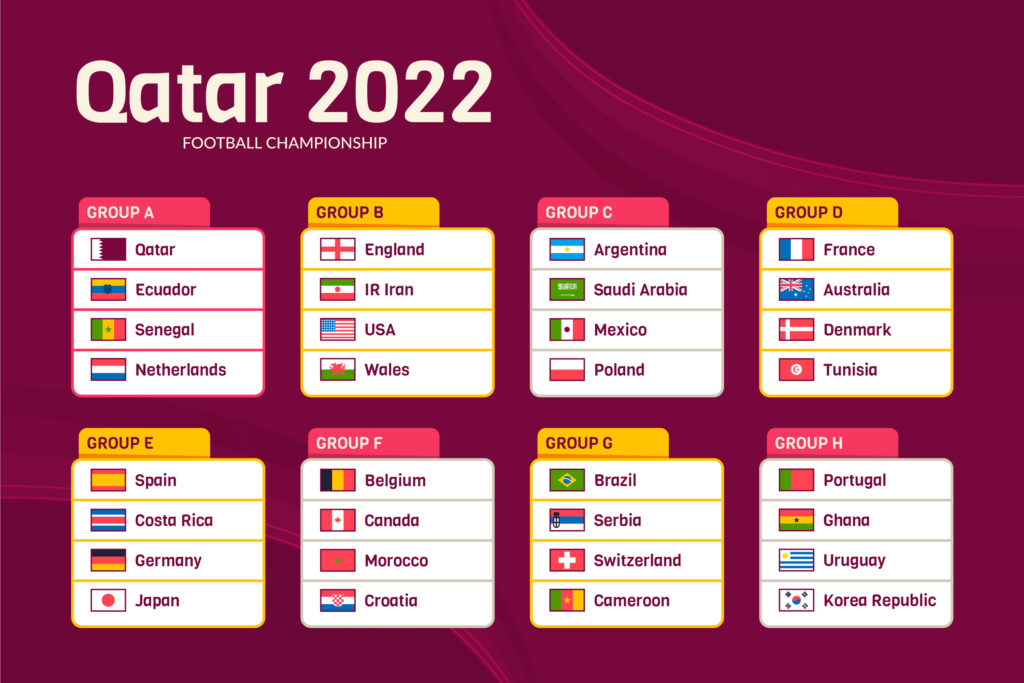 Qatar 2022
FOOTBALL CHAMPIONSHIP
GROUP A
Qatar
Ecuador
Senegal
Netherlands
GROUP B
England
IR Iran
USA
Wales
GROUP C
Argentina
Saudi Arabia
Mexico
Poland
GROUP D
France
Australia
Denmark
Tunisia
GROUP E
Spain
Costa Rica
Germany
Japan
GROUP F
Belgium
Canada
Morocco
Croatia
GROUP G
Brazil
Serbia
Switzerland
Cameroon
GROUP H
Portugal
Ghana
Uruguay
Korea Republic